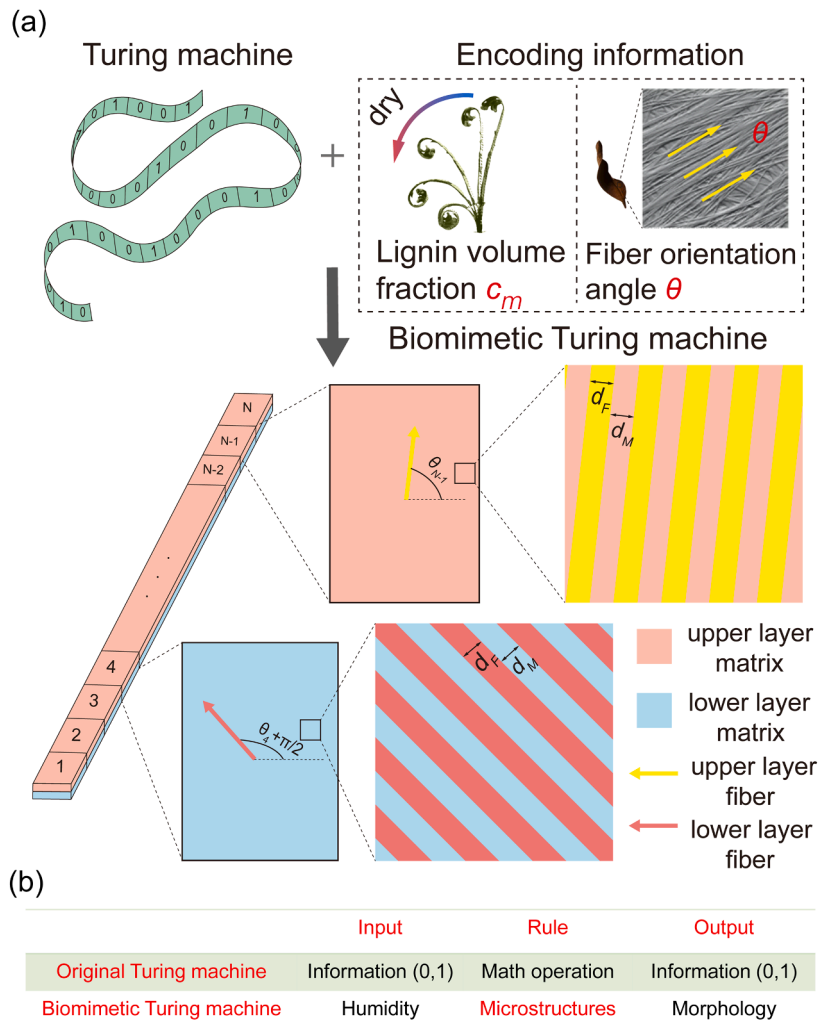 (a)
Turing machine
Encoding information
dry
θ
+
Lignin volume
fraction c_m
Fiber orientation
angle θ
Biomimetic Turing machine
N
N-1
N-2
4
3
2
1
θ_N-1
d_F
d_M
θ_4+π/2
d_F
d_M
upper layer
matrix
lower layer
matrix
upper layer
fiber
lower layer
fiber
(b)
Input Rule Output
Original Turing machine Information (0,1) Math operation Information (0,1)
Biomimetic Turing machine Humidity Microstructures Morphology